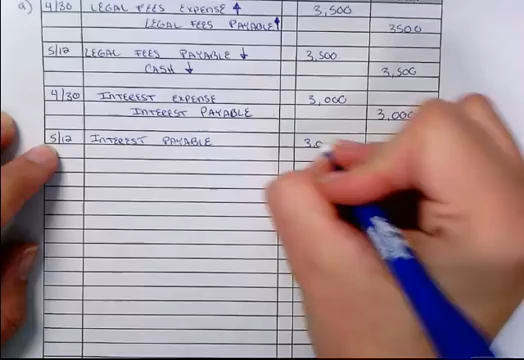 a) 4/30 LEGAL FEES EXPENSE ↑ 3,500
LEGAL FEES PAYABLE ↑ 3500
5/12 LEGAL FEES PAYABLE ↓ 3,500
CASH ↓ 3,500
4/30 INTEREST EXPENSE 3,000
INTEREST PAYABLE 3,000
5/12 INTEREST PAYABLE 30